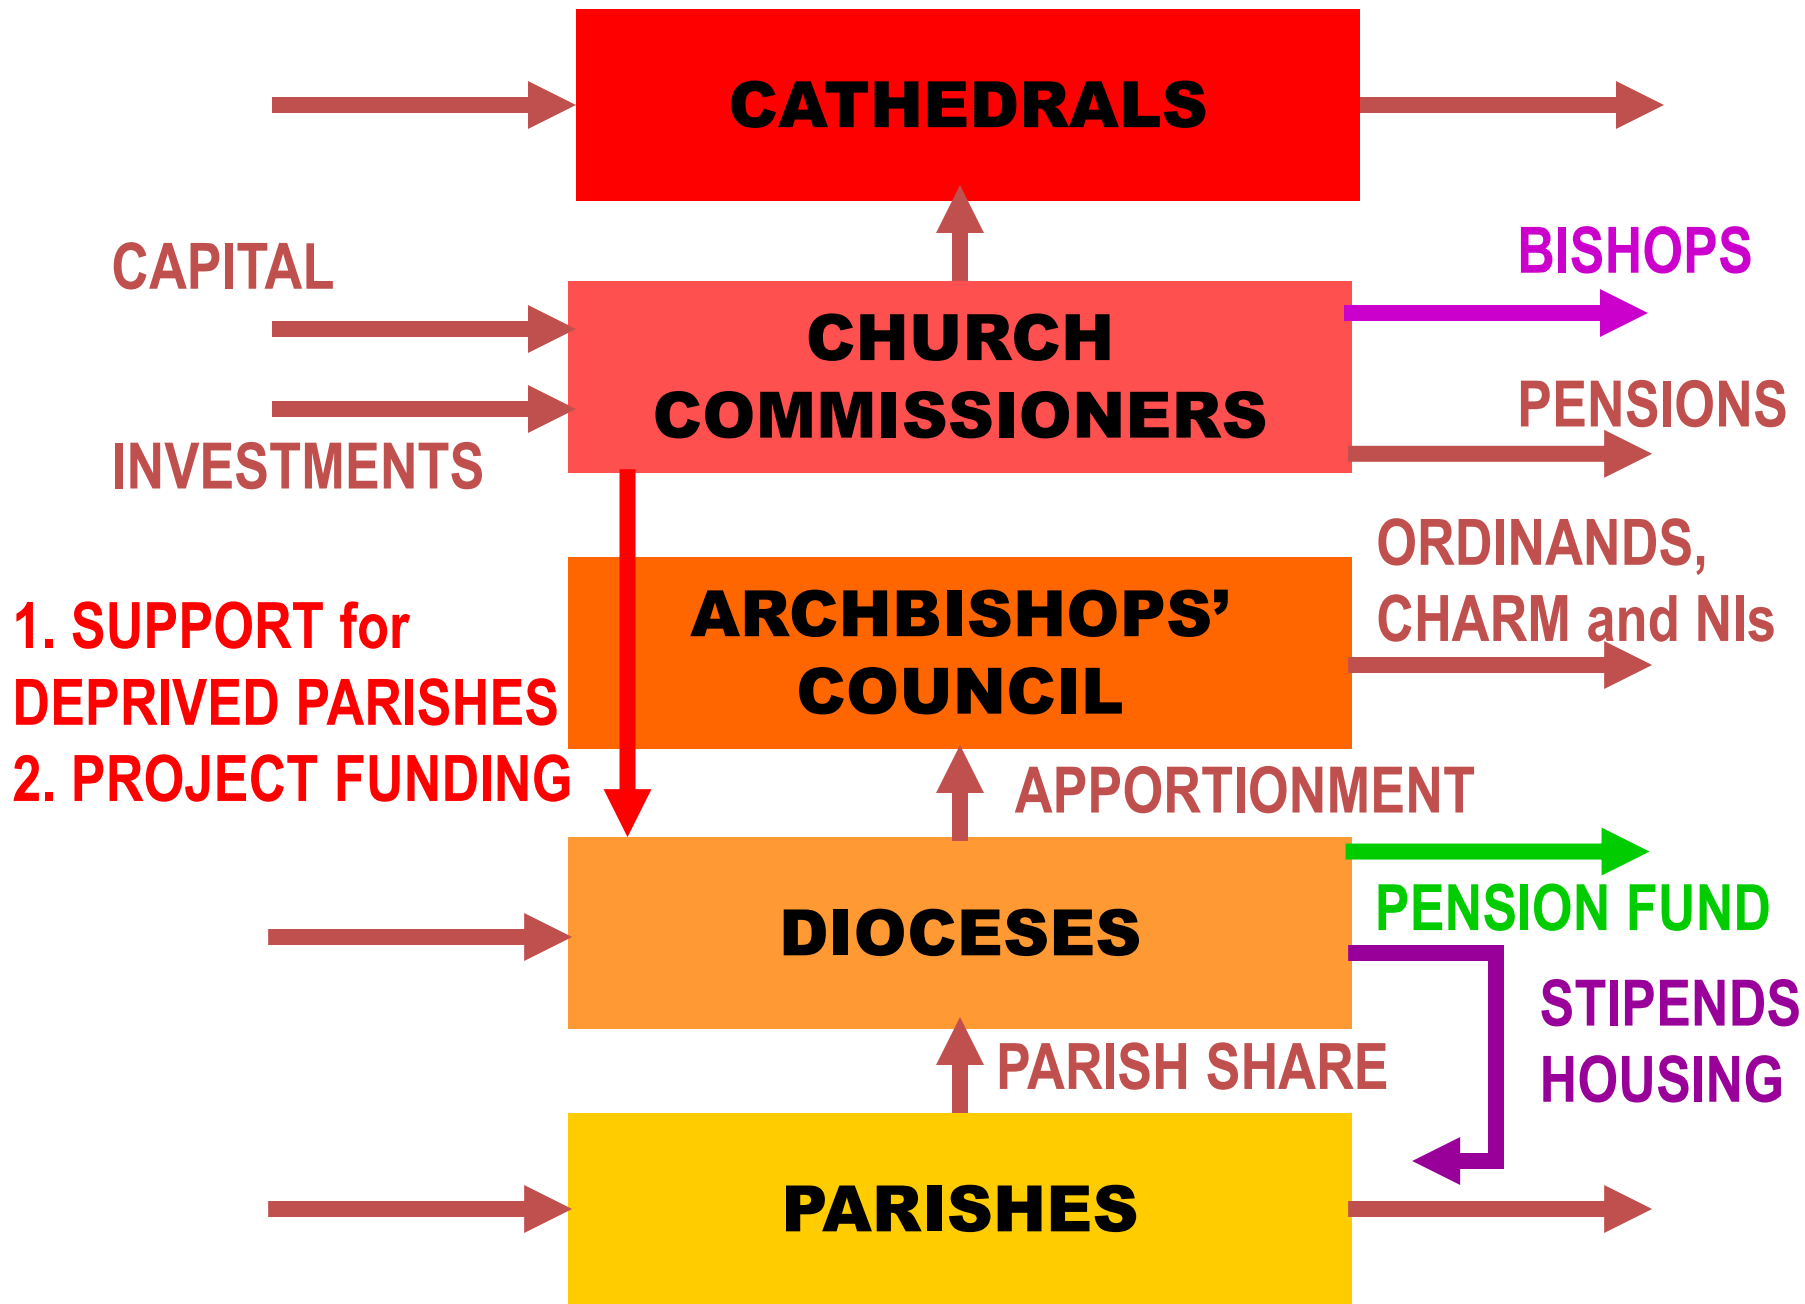 CATHEDRALS
CAPITAL
INVESTMENTS
CHURCH
COMMISSIONERS
BISHOPS
PENSIONS
1. SUPPORT for
DEPRIVED PARISHES
2. PROJECT FUNDING
ARCHBISHOPS’
COUNCIL
ORDINANDS,
CHARM and NIs
APPORTIONMENT
DIOCESES
PENSION FUND
STIPENDS
HOUSING
PARISH SHARE
PARISHES